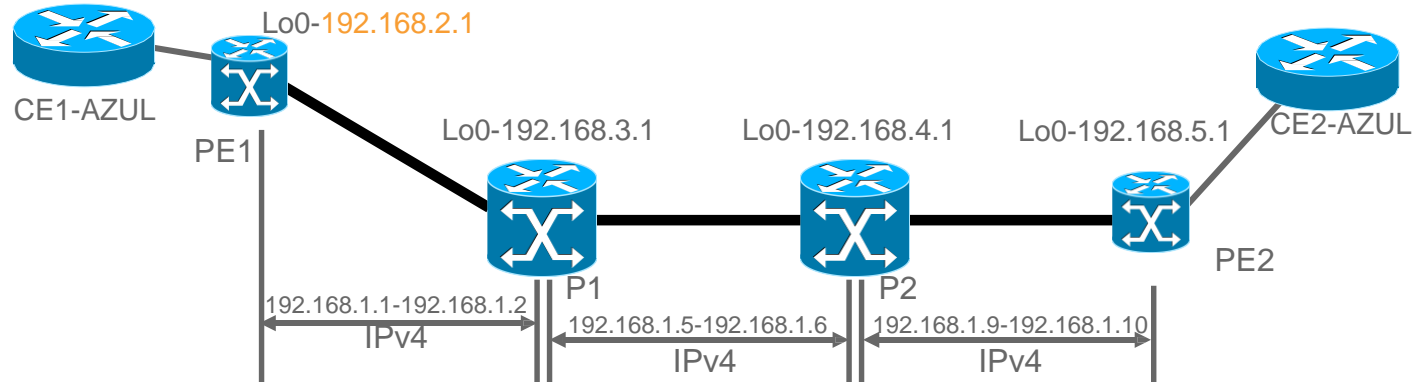 Lo0-192.168.2.1
CE1-AZUL
PE1
Lo0-192.168.3.1
Lo0-192.168.4.1
Lo0-192.168.5.1
CE2-AZUL
P1
P2
PE2
192.168.1.1-192.168.1.2
IPv4
192.168.1.5-192.168.1.6
IPv4
192.168.1.9-192.168.1.10
IPv4